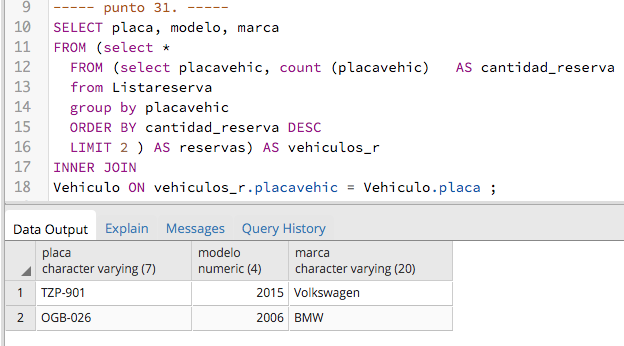 9
10 ----- punto 31. -----
SELECT placa, modelo, marca
11 FROM (select *
12 FROM (select placavehic, count (placavehic) AS cantidad_reserva
13 from Listareserva
14 group by placavehic
15 ORDER BY cantidad_reserva DESC
16 LIMIT 2 ) AS reservas) AS vehiculos_r
17 INNER JOIN
18 Vehiculo ON vehiculos_r.placavehic = Vehiculo.placa ;
Data Output Explain Messages Query History
placa modelo marca
character varying (7) numeric (4) character varying (20)
1 TZP-901 2015 Volkswagen
2 OGB-026 2006 BMW